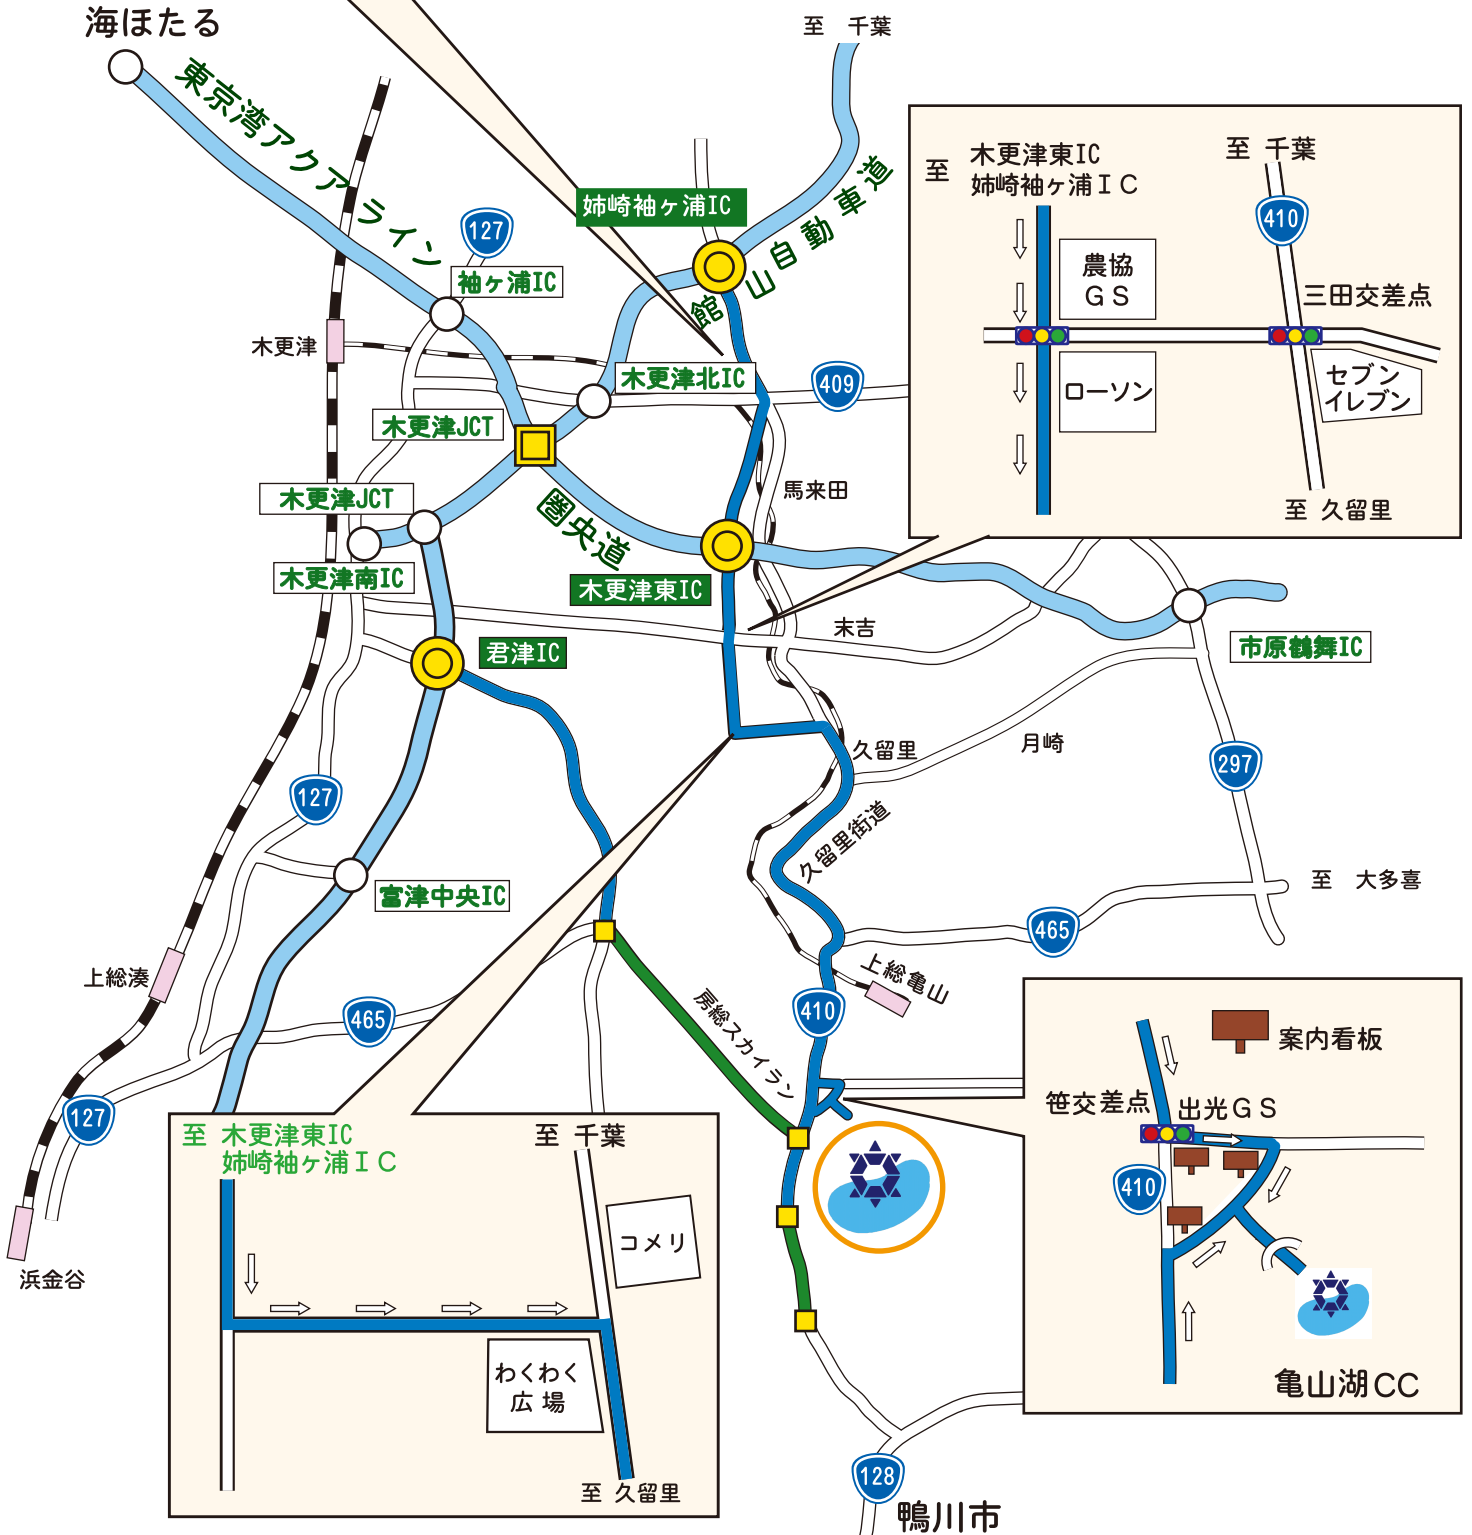 海ほたる
至　千葉
東京湾アクアライン
127
姉崎袖ヶ浦IC
館山自動車道
袖ヶ浦IC
木更津
木更津北IC
409
木更津JCT
馬来田
木更津JCT
圏央道
木更津南IC
木更津東IC
末吉
君津IC
市原鶴舞IC
久留里
月崎
297
127
久留里街道
富津中央IC
至　大多喜
465
上総湊
上総亀山
465
410
房総スカイライン
127
浜金谷
128
鴨川市
至
木更津東IC
姉崎袖ヶ浦ＩＣ
至 千葉
410
農協
ＧＳ
三田交差点
ローソン
セブン
イレブン
至 久留里
案内看板
笹交差点
出光ＧＳ
410
亀山湖CC
至 木更津東IC
姉崎袖ヶ浦ＩＣ
至 千葉
コメリ
わくわく
広 場
至 久留里